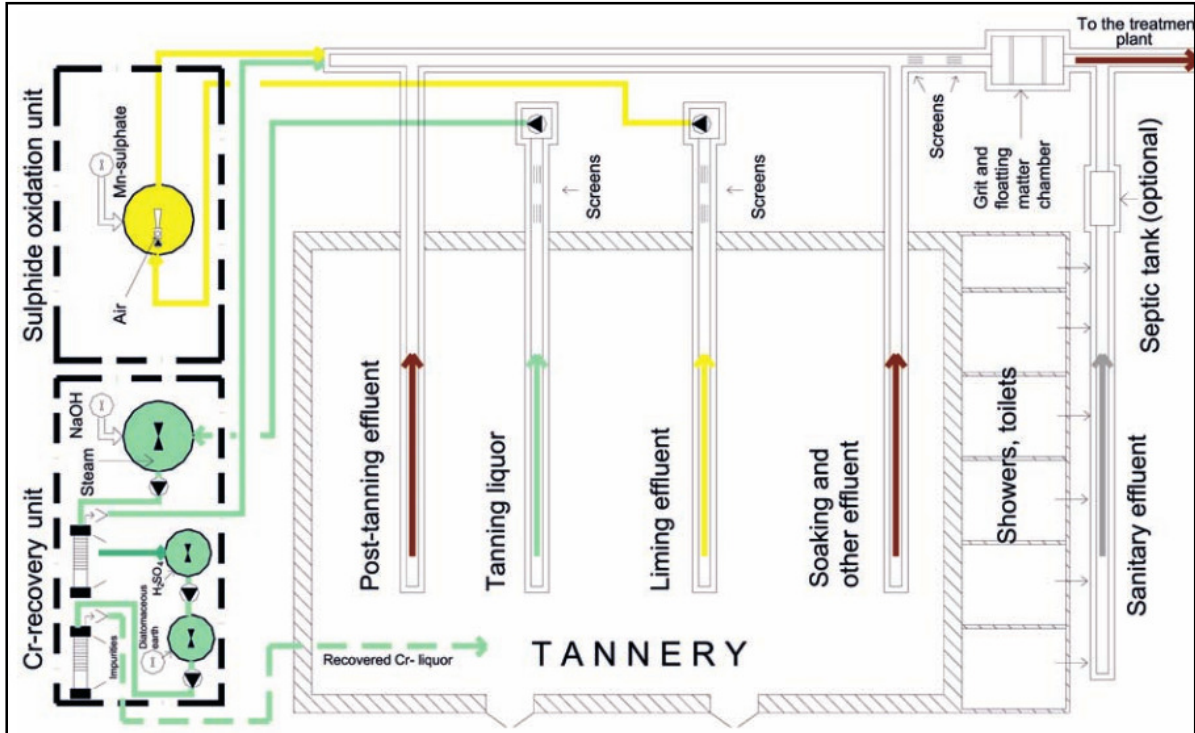 To the treatmen
plant
Sulphide oxidation unit
Mn-sulphate
Air
Screens
Screens
Screens
Grit and
floatting
matter
chamber
Septic tank (optional)
Cr-recovery unit
NaOH
Steam
H₂SO₄
Diatomaceous
earth
Impurities
Post-tanning effluent
Tanning liquor
Liming effluent
Soaking and
other effluent
Showers, toilets
Sanitary effluent
Recovered Cr- liquor
TANNERY